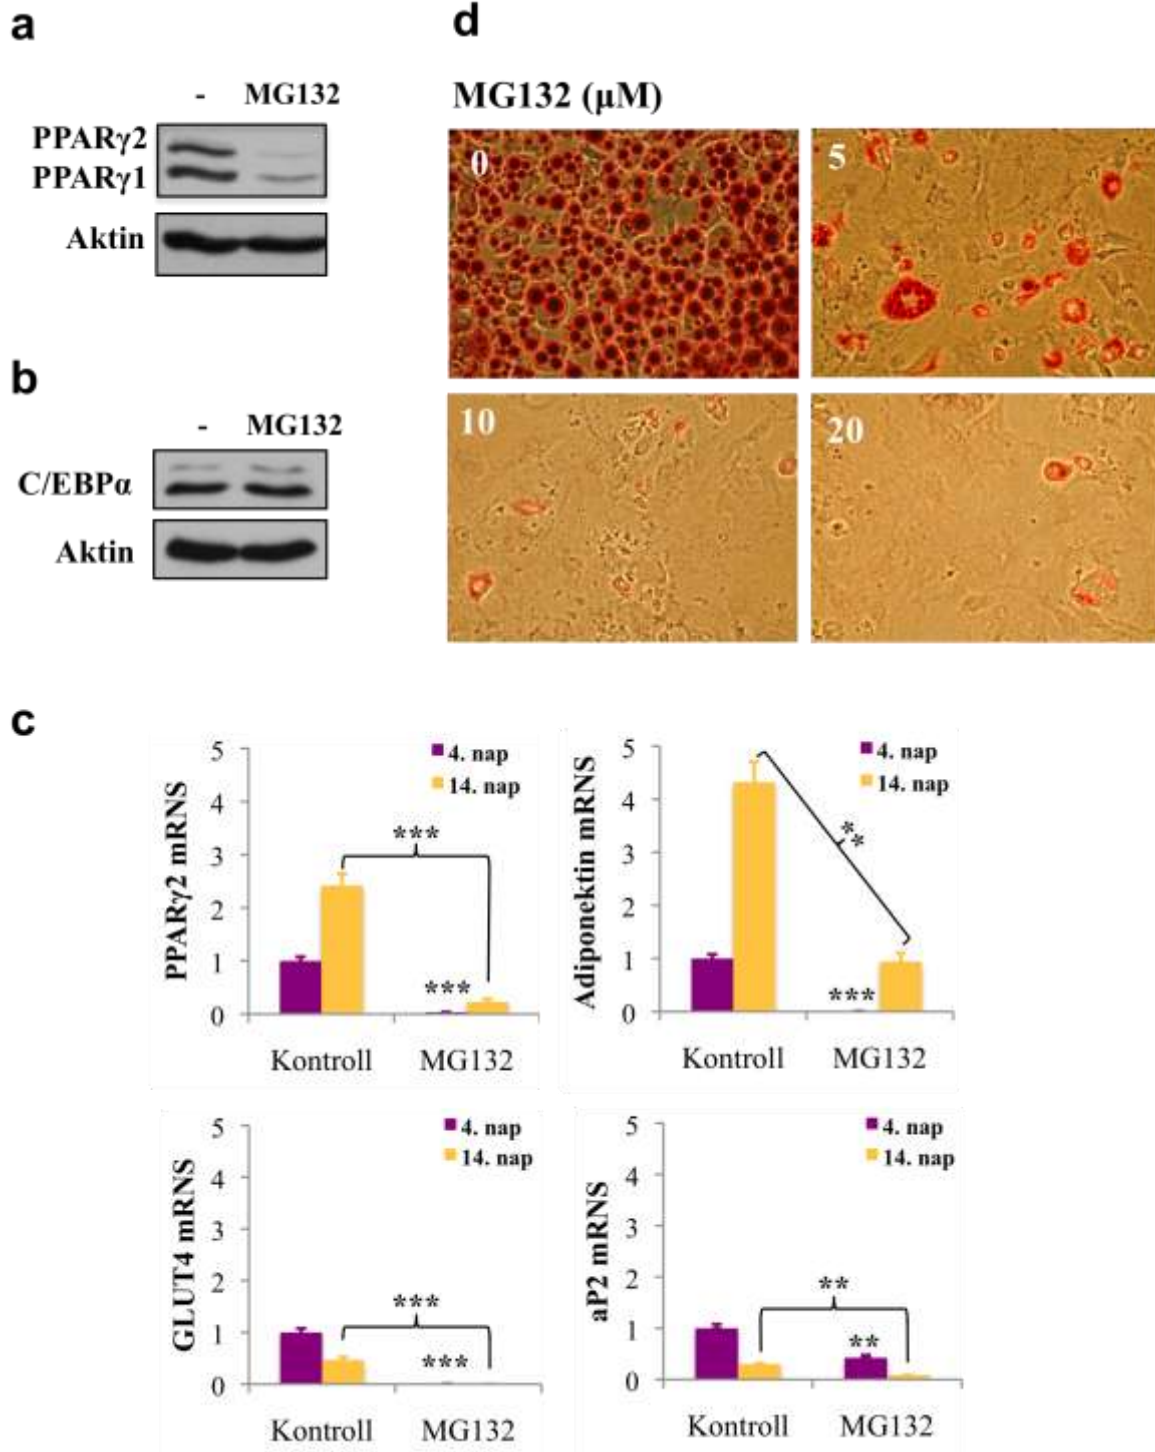 a
- MG132
PPARγ2
PPARγ1
Aktin
b
- MG132
C/EBPα
Aktin
d
MG132 (μM)
0
5
10
20
c
PPARγ2 mRNS
5
4
3
2
1
0
4. nap
14. nap
***
***
Kontroll MG132
Adiponektin mRNS
5
4
3
2
1
0
4. nap
14. nap
**
***
Kontroll MG132
GLUT4 mRNS
5
4
3
2
1
0
4. nap
14. nap
***
***
Kontroll MG132
aP2 mRNS
5
4
3
2
1
0
4. nap
14. nap
**
**
Kontroll MG132